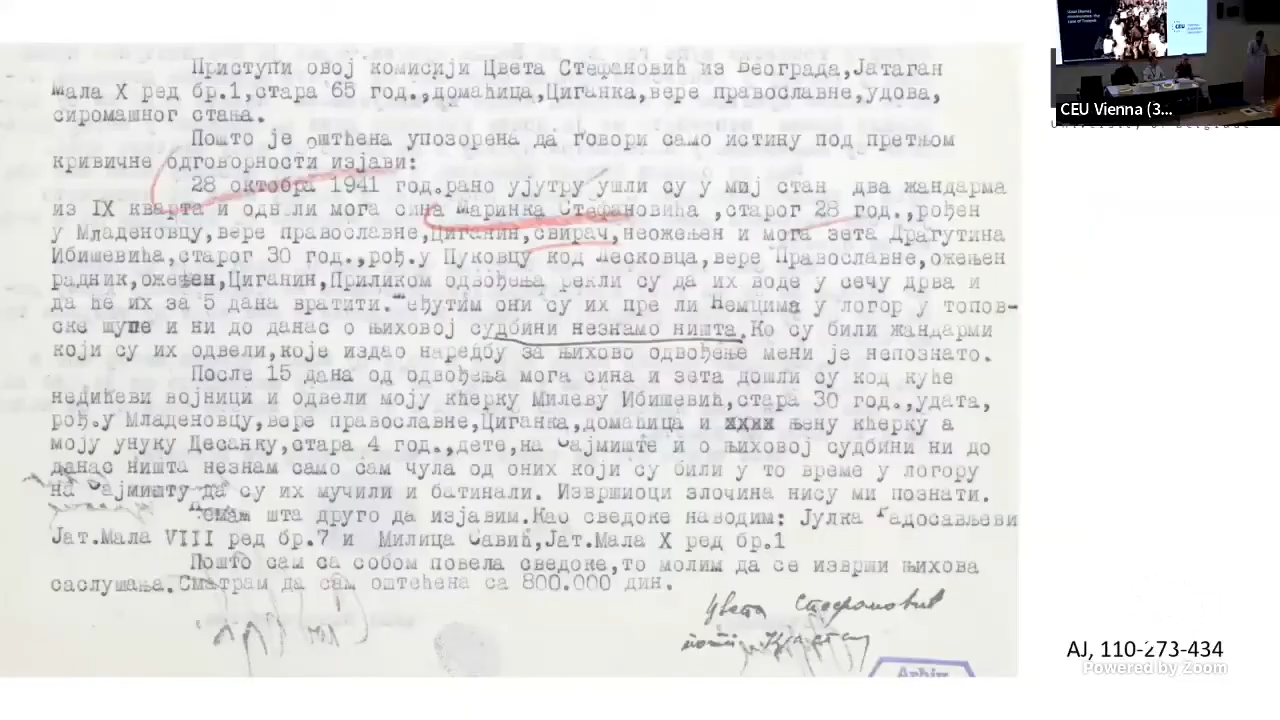 Приступи овој комисији Цвета Стефановић из Београда,Јатаган
мала X ред бр.1,стара 65 год.,домаћица,Циганка,вере православне,удова,
сиромашног стања.
Пошто је оштћена упозорена да говори само истину под претњом
кривичне одговорности изјави:
28 октобра 1941 год.рано ујутру ушли су у мој стан два жандарма
из IX кварта и одвели мога сина Маринка Стефановића ,старог 28 год.,рођен
у Младеновцу,вере православне,Циганин,свирач,неожењен и мога зета Драгутина
Ибишевића,старог 30 год.,рођ.у Пуковцу код Лесковца,вере Православне,ожењен
радник,ожењен,Циганин,Приликом одвођења рекли су да их воде у сечу дрва и
да ће их за 5 дана вратити.Међутим они су их пре ли Немцима у логор у топов-
ске шупе и ни до данас о њиховој судбини незнамо ништа.Ко су били жандарми
који су их одвели,које издао наредбу за њихово одвођење мени је непознато.
После 15 дана од одвођења мога сина и зета дошли су код куће
недићеви војници и одвели моју кћерку Милеву Ибишевић,стара 30 год.,удата,
рођ.у Младеновцу,вере православне,Циганка,домаћица и њену кћерку а
моју унуку Десанку,стара 4 год.,дете,на Сајмиште и о њиховој судбини ни до
данас ништа незнам само сам чула од оних који су били у то време у логору
на Сајмишту да су их мучили и батинали. Извршиоци злочина нису ми познати.
Немам шта друго да изјавим.Као сведоке наводим: Јулка Радосављеви
Јат.Мала VIII ред бр.7 и Милица Савић,Јат.Мала X ред бр.1
Пошто сам са собом повела сведоке,то молим да се изврши њихова
саслушања.Сматрам да сам оштећена са 800.000 дин.
Цвета Стефановић
Arhiv
AJ, 110-273-434
Powered by Zoom
CEU Vienna (3...
CEU